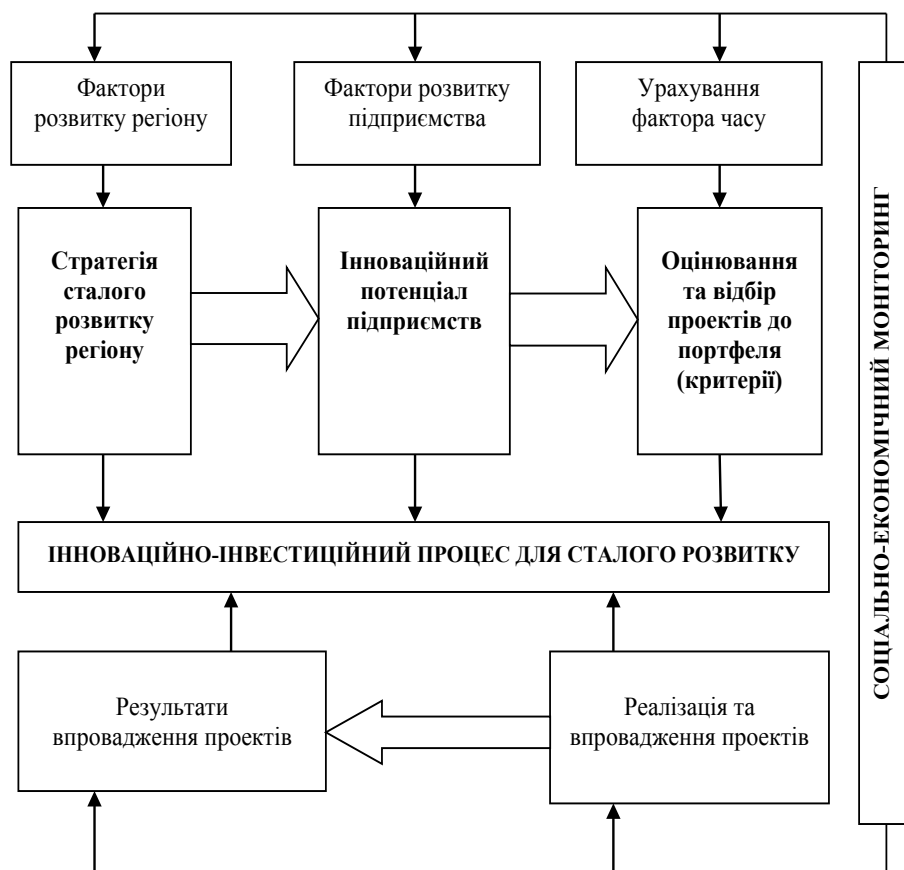 Фактори
розвитку регіону
Фактори розвитку
підприємства
Урахування
фактора часу
Стратегія
сталого
розвитку
регіону
Інноваційний
потенціал
підприємств
Оцінювання
та відбір
проектів до
портфеля
(критерії)
ІННОВАЦІЙНО-ІНВЕСТИЦІЙНИЙ ПРОЦЕС ДЛЯ СТАЛОГО РОЗВИТКУ
Результати
впровадження проектів
Реалізація та
впровадження проектів
СОЦІАЛЬНО-ЕКОНОМІЧНИЙ МОНІТОРИНГ